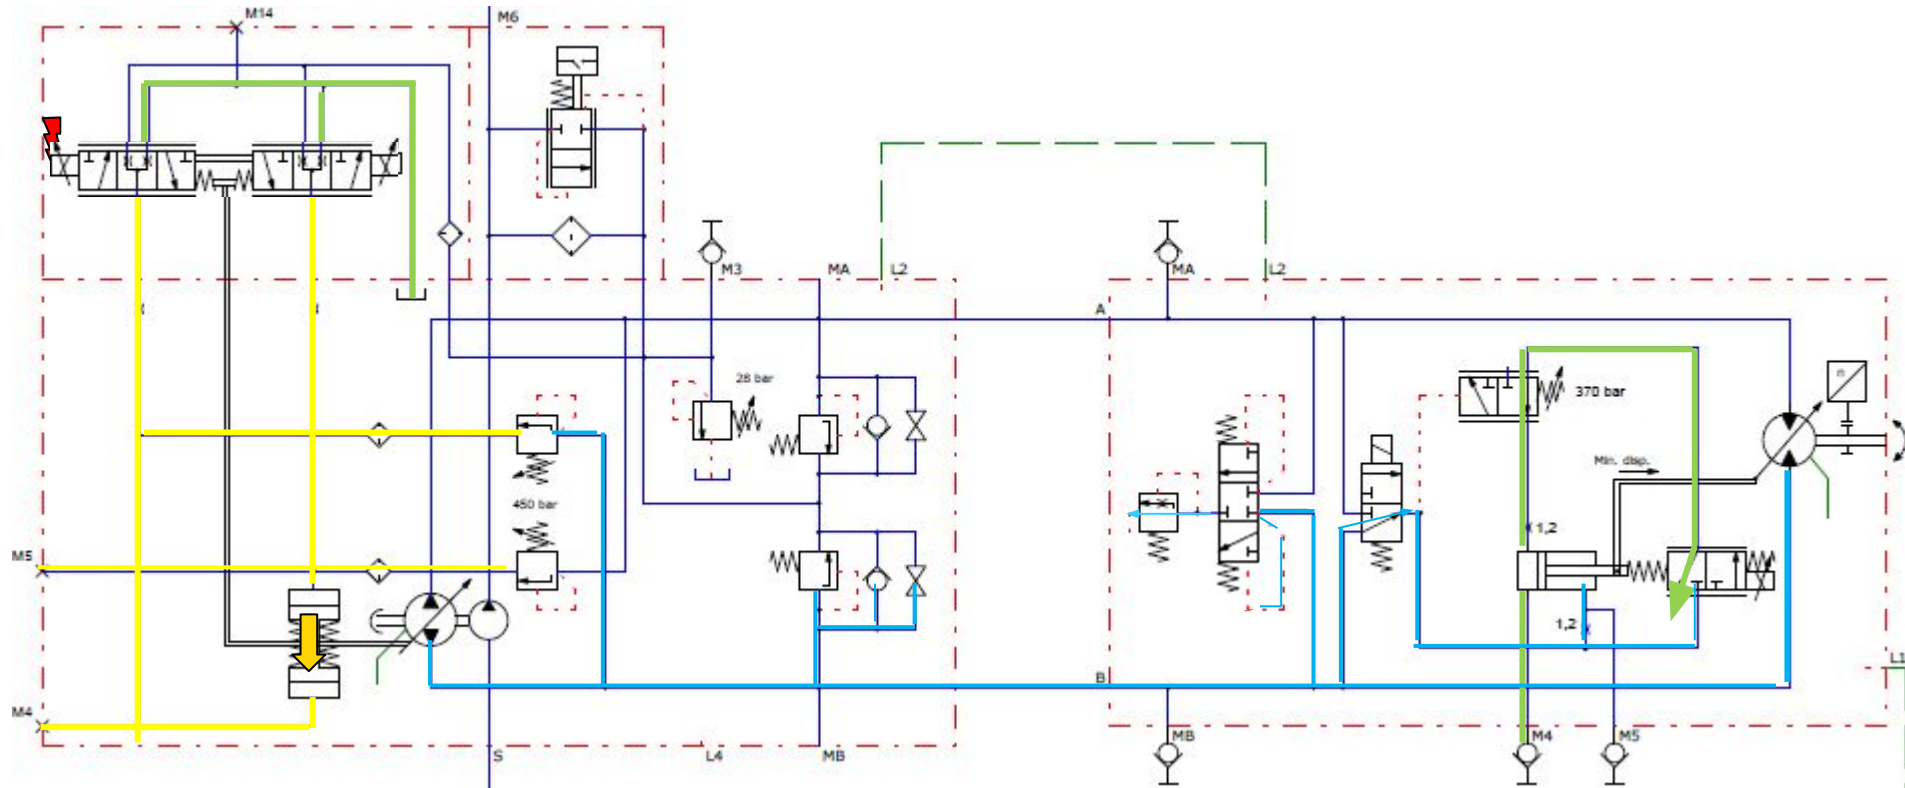 M14
M6
M3
MA
L2
MA
L2
A
28 bar
370 bar
n
Min. disp.
450 bar
1,2
M5
1,2
L1
B
M4
S
L4
MB
MB
M4
M5